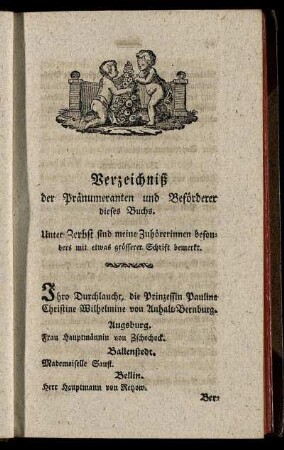 Verzeichniß
der Pränumeranten und Beförderer
dieses Buchs.
Unter Zerbst sind meine Zuhörerinnen beson-
ders mit etwas grösserer Schrift bemerkt.
Ihro Durchlaucht, die Prinzessin Pauline
Christine Wilhelmine von Anhalt-Bernburg.
Augsburg.
Frau Hauptmännin von Zschschock.
Ballenstedt.
Mademoiselle Sanft.
Bellin.
Herr Hauptmann von Retzow.
Ber-